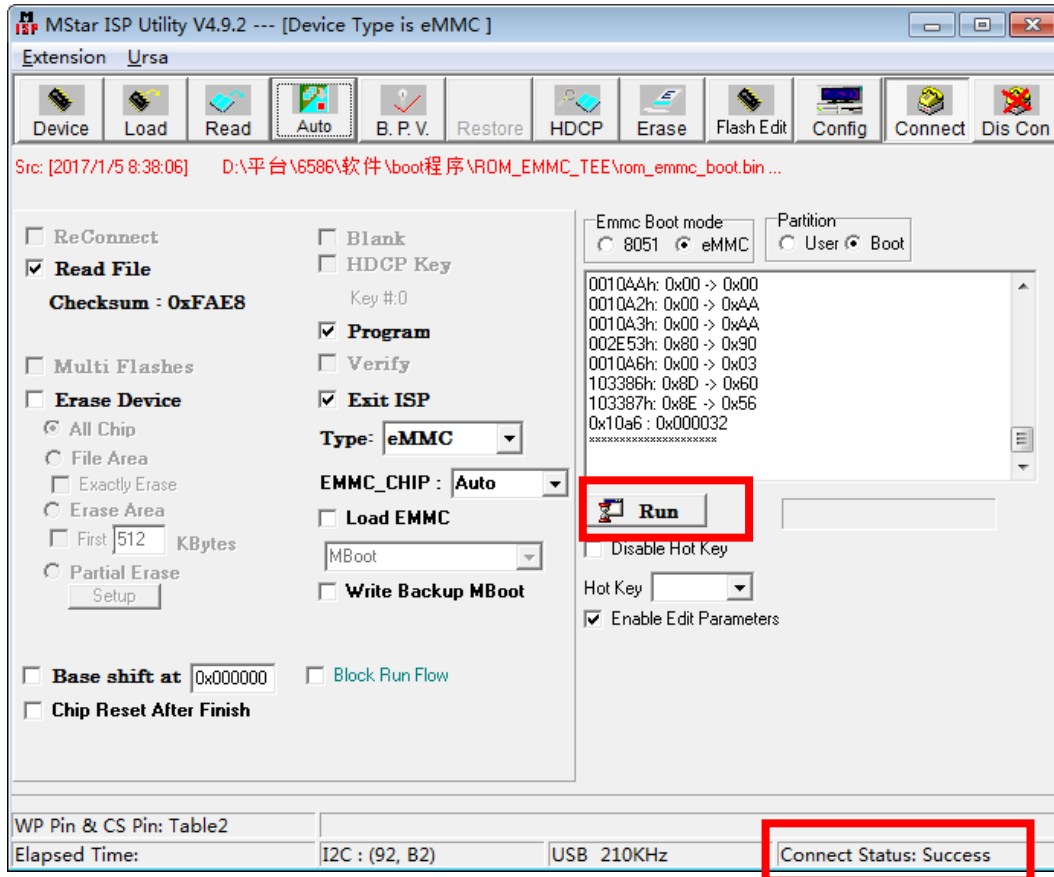 MStar ISP Utility V4.9.2 --- [Device Type is eMMC ]
Extension Ursa
Device Load Read Auto B. P. V. Restore HDCP Erase Flash Edit Config Connect Dis Con
Src: [2017/1/5 8:38:06] D:\平台\6586\软件\boot程序\ROM_EMMC_TEE\rom_emmc_boot.bin ...
ReConnect
Read File
Checksum : 0xFAE8
Multi Flashes
Erase Device
All Chip
File Area
Exactly Erase
Erase Area
First 512 KBytes
Partial Erase
Setup
Base shift at 0x000000
Chip Reset After Finish
Blank
HDCP Key
Key #:0
Program
Verify
Exit ISP
Type: eMMC
EMMC_CHIP : Auto
Load EMMC
MBoot
Write Backup MBoot
Block Run Flow
Emmc Boot mode
8051 eMMC
Partition
User Boot
0010AAh: 0x00 -> 0x00
0010A2h: 0x00 -> 0xAA
0010A3h: 0x00 -> 0xAA
002E53h: 0x80 -> 0x90
0010A6h: 0x00 -> 0x03
103386h: 0x8D -> 0x60
103387h: 0x8E -> 0x56
0x10a6 : 0x000032
xxxxxxxxxxxxxxxxxxxxx
Run
Disable Hot Key
Hot Key
Enable Edit Parameters
WP Pin & CS Pin: Table2
Elapsed Time: I2C : (92, B2) USB 210KHz Connect Status: Success